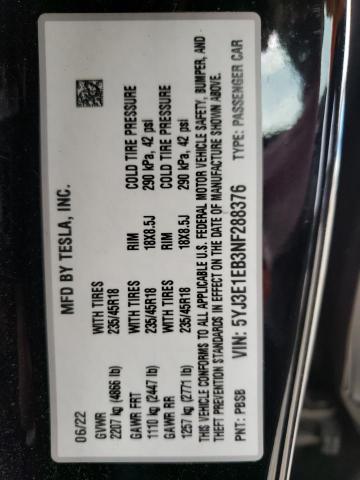 MFD BY TESLA, INC.
06/22
GVWR
2207 kg (4866 lb)
WITH TIRES 235/45R18
RIM 18X8.5J
COLD TIRE PRESSURE 290 kPa, 42 psi
GAWR FRT
1110 kg (2447 lb)
WITH TIRES 235/45R18
RIM 18X8.5J
COLD TIRE PRESSURE 290 kPa, 42 psi
GAWR RR
1257 kg (2771 lb)
THIS VEHICLE CONFORMS TO ALL APPLICABLE U.S. FEDERAL MOTOR VEHICLE SAFETY, BUMPER, AND
THEFT PREVENTION STANDARDS IN EFFECT ON THE DATE OF MANUFACTURE SHOWN ABOVE.
PNT: PBSB VIN: 5YJ3E1EB3NF288376 TYPE: PASSENGER CAR